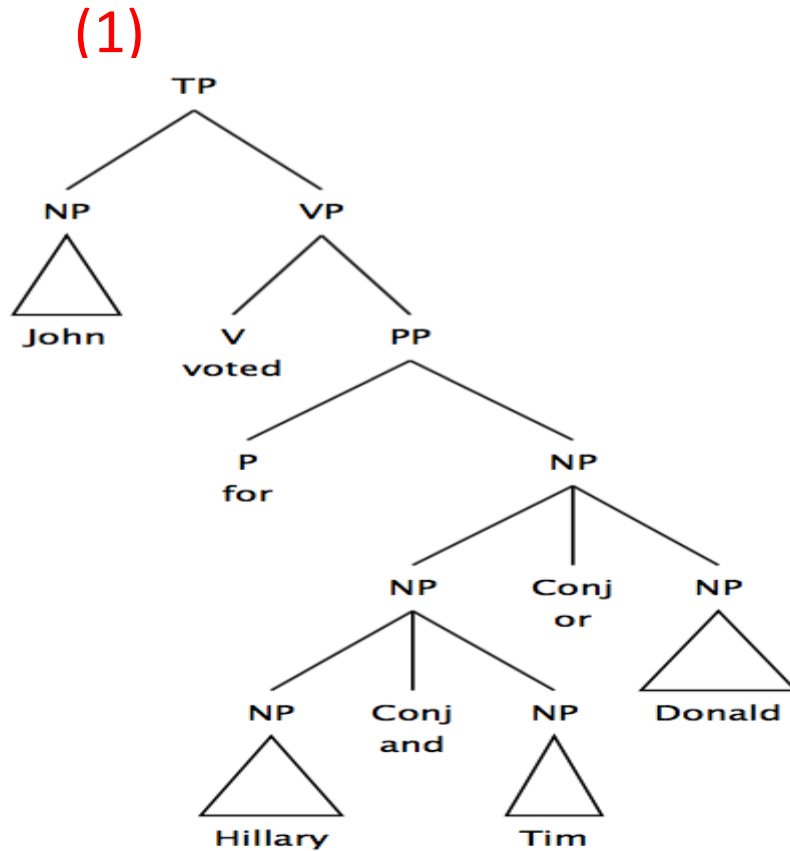 (1)
TP
NP VP
John V PP
voted
P NP
for
NP Conj NP
or
NP Conj NP Donald
and
Hillary Tim